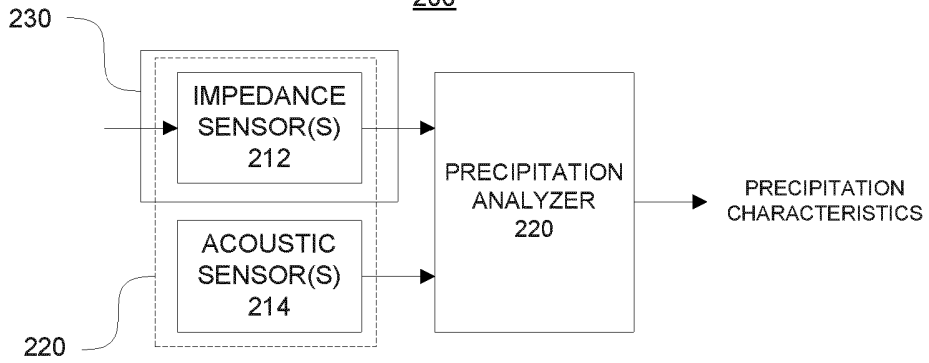 230
IMPEDANCE
SENSOR(S)
212
ACOUSTIC
SENSOR(S)
214
220
PRECIPITATION
ANALYZER
220
PRECIPITATION
CHARACTERISTICS